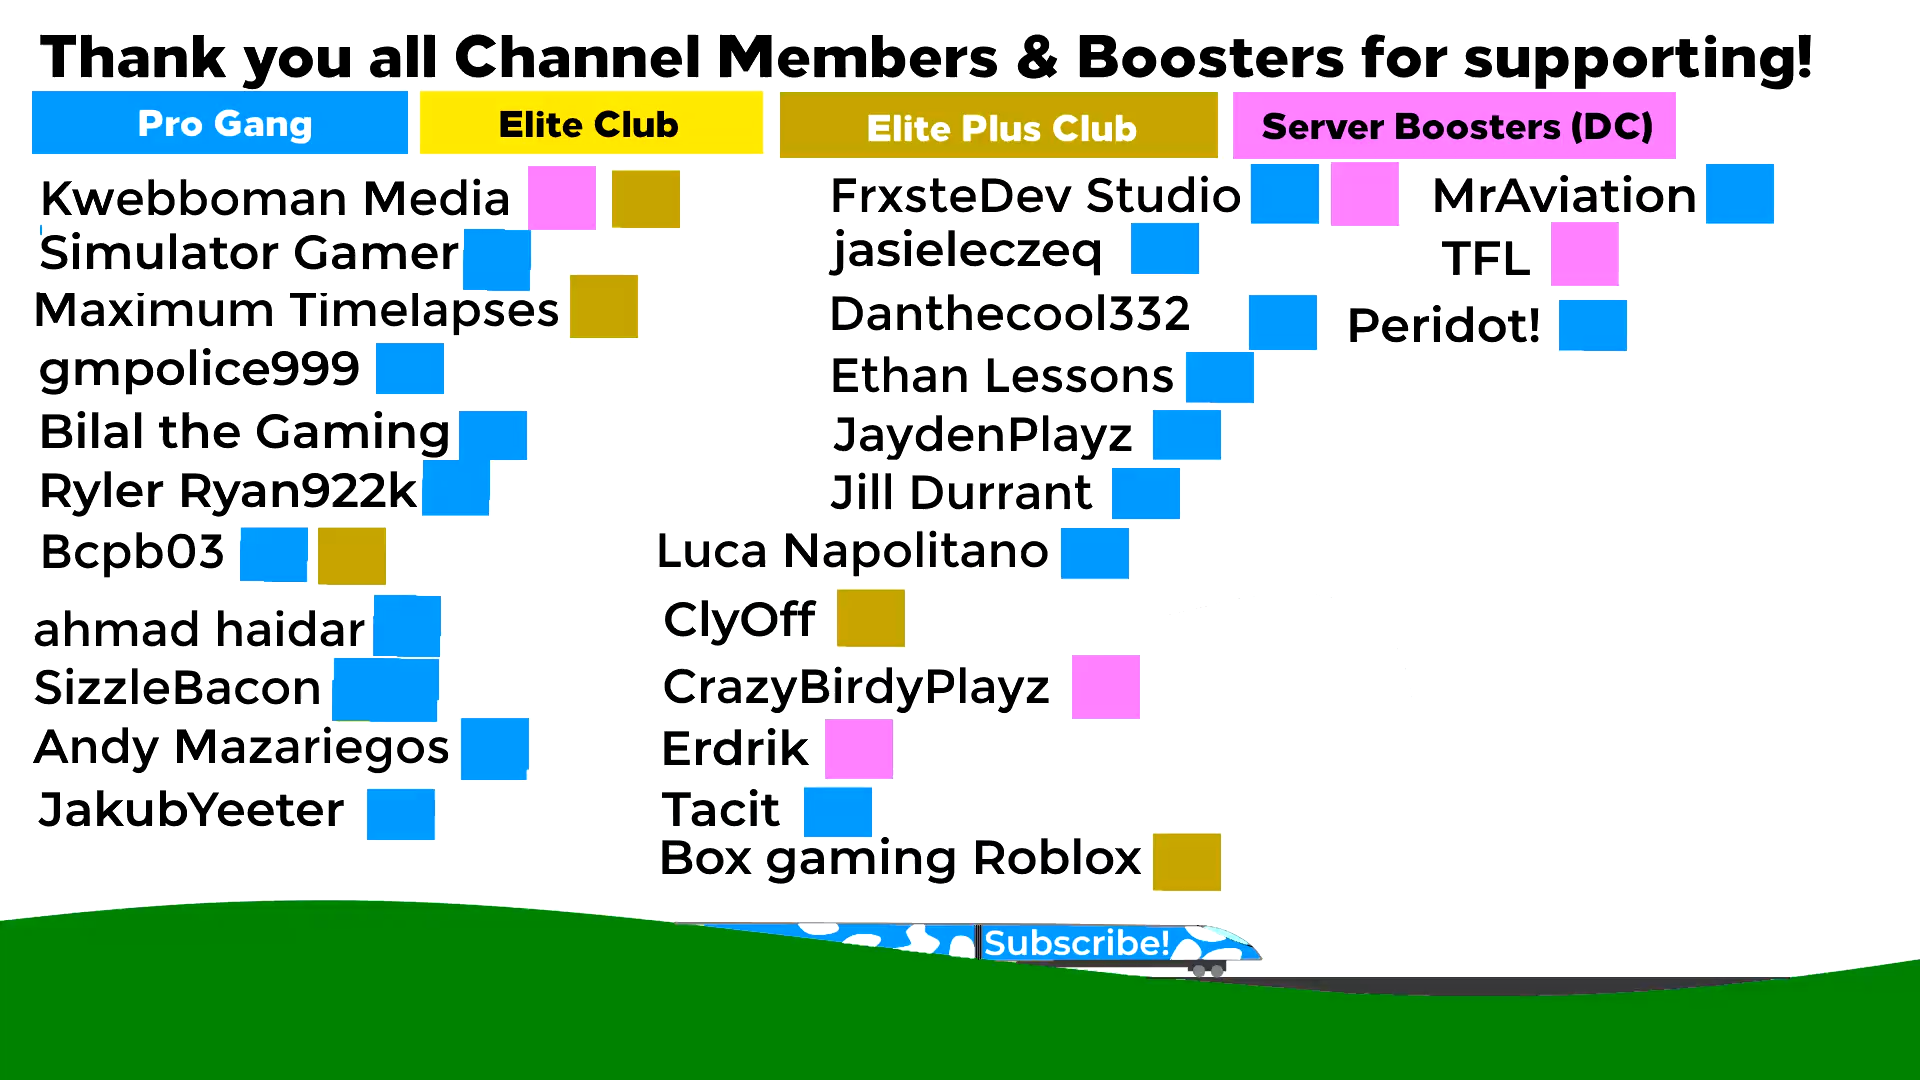 Thank you all Channel Members & Boosters for supporting!
Pro Gang
Elite Club
Elite Plus Club
Server Boosters (DC)
Kwebboman Media
Simulator Gamer
Maximum Timelapses
gmpolice999
Bilal the Gaming
Ryler Ryan922k
Bcpb03
ahmad haidar
SizzleBacon
Andy Mazariegos
JakubYeeter
FrxsteDev Studio
jasieleczeq
Danthecool332
Ethan Lessons
JaydenPlayz
Jill Durrant
Luca Napolitano
ClyOff
CrazyBirdyPlayz
Erdrik
Tacit
Box gaming Roblox
MrAviation
TFL
Peridot!
Subscribe!